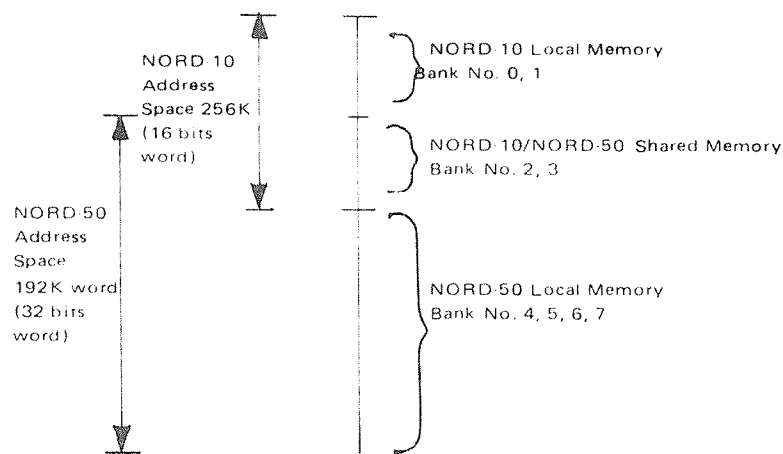 NORD-10
Address
Space 256K
(16 bits
word)
NORD-10 Local Memory
Bank No. 0, 1
NORD-10/NORD-50 Shared Memory
Bank No. 2, 3
NORD-50
Address
Space
192K word
(32 bits
word)
NORD-50 Local Memory
Bank No. 4, 5, 6, 7